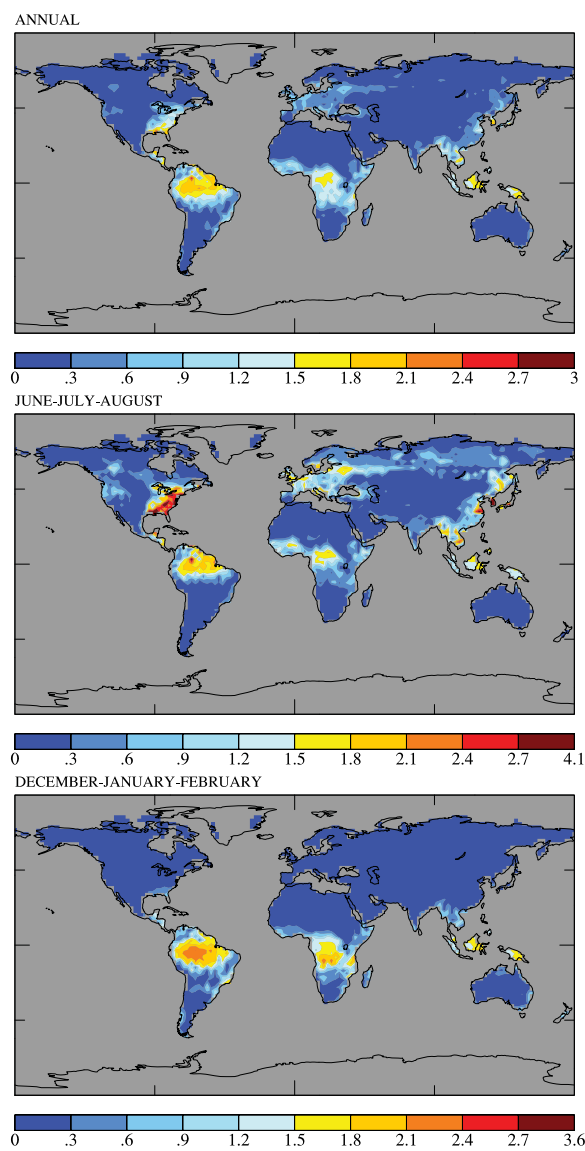 ANNUAL
0 .3 .6 .9 1.2 1.5 1.8 2.1 2.4 2.7 3
JUNE-JULY-AUGUST
0 .3 .6 .9 1.2 1.5 1.8 2.1 2.4 2.7 4.1
DECEMBER-JANUARY-FEBRUARY
0 .3 .6 .9 1.2 1.5 1.8 2.1 2.4 2.7 3.6